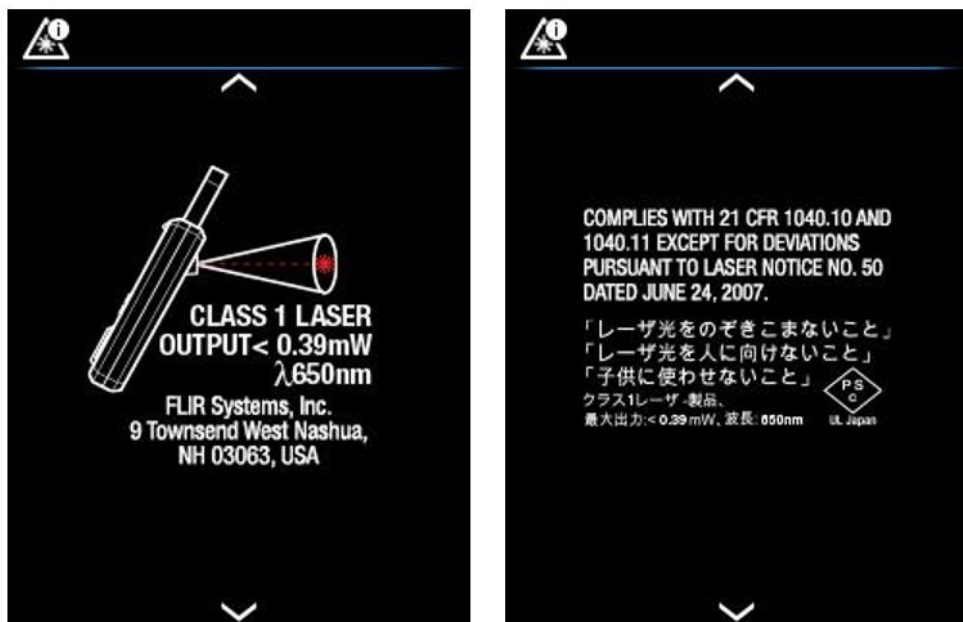 i
CLASS 1 LASER
OUTPUT< 0.39mW
λ650nm
FLIR Systems, Inc.
9 Townsend West Nashua,
NH 03063, USA
i
COMPLIES WITH 21 CFR 1040.10 AND
1040.11 EXCEPT FOR DEVIATIONS
PURSUANT TO LASER NOTICE NO. 50
DATED JUNE 24, 2007.
「レーザ光をのぞきこまないこと」
「レーザ光を人に向けないこと」
「子供に使わせないこと」
クラス1レーザ-製品、
最大出力:< 0.39 mW、波長: 650nm
PS
C
UL Japan